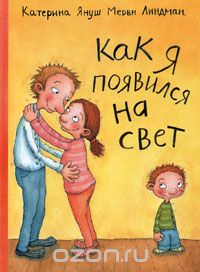 Катерина Януш Мерви Линдман
как я
появился
на
свет
ozon.ru